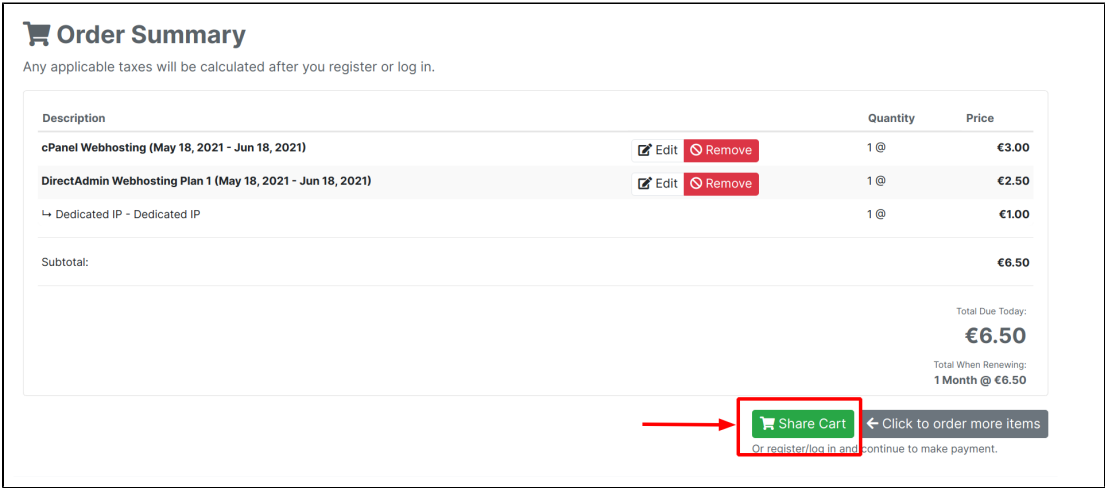 Order Summary
Any applicable taxes will be calculated after you register or log in.
Description Quantity Price
cPanel Webhosting (May 18, 2021 - Jun 18, 2021) Edit Remove 1 @ €3.00
DirectAdmin Webhosting Plan 1 (May 18, 2021 - Jun 18, 2021) Edit Remove 1 @ €2.50
↳ Dedicated IP - Dedicated IP 1 @ €1.00
Subtotal: €6.50
Total Due Today:
€6.50
Total When Renewing:
1 Month @ €6.50
Share Cart ← Click to order more items
Or register/log in and continue to make payment.